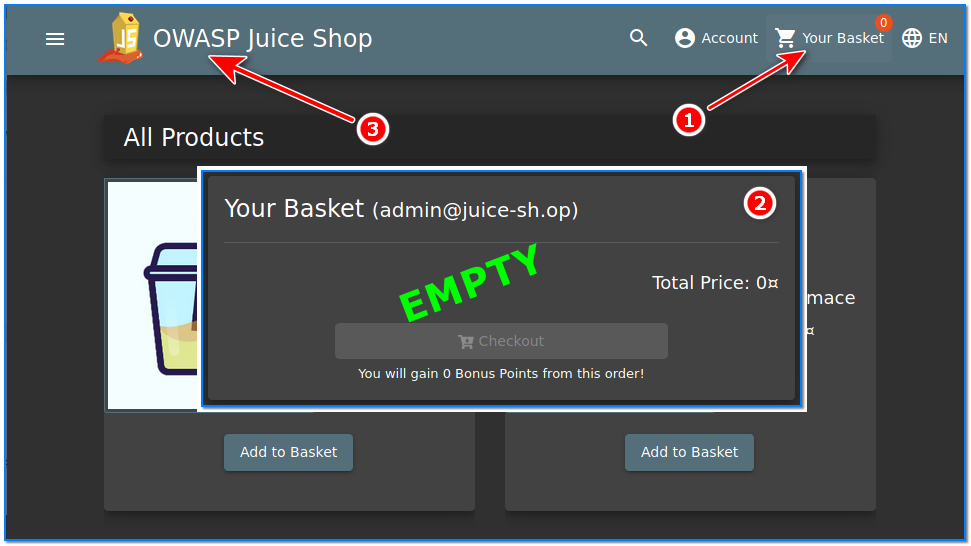 JS
OWASP Juice Shop
Account
Your Basket
0
EN
3
1
All Products
Your Basket (admin@juice-sh.op)
2
EMPTY
Total Price: 0¤
mace
¤
Checkout
You will gain 0 Bonus Points from this order!
Add to Basket
Add to Basket